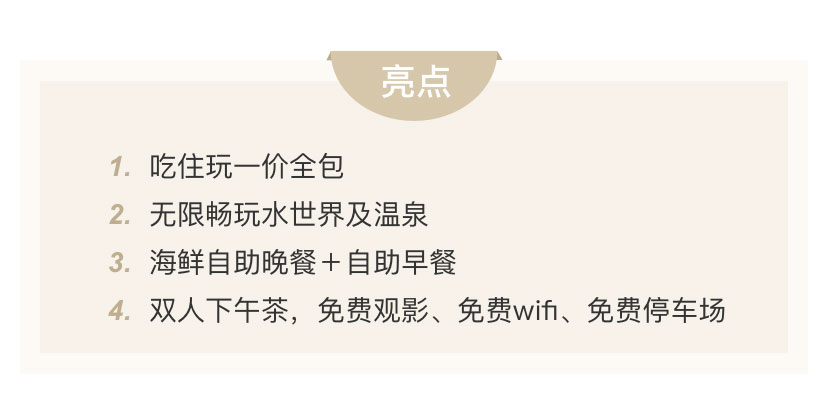 亮点
1. 吃住玩一价全包
2. 无限畅玩水世界及温泉
3. 海鲜自助晚餐＋自助早餐
4. 双人下午茶，免费观影、免费wifi、免费停车场